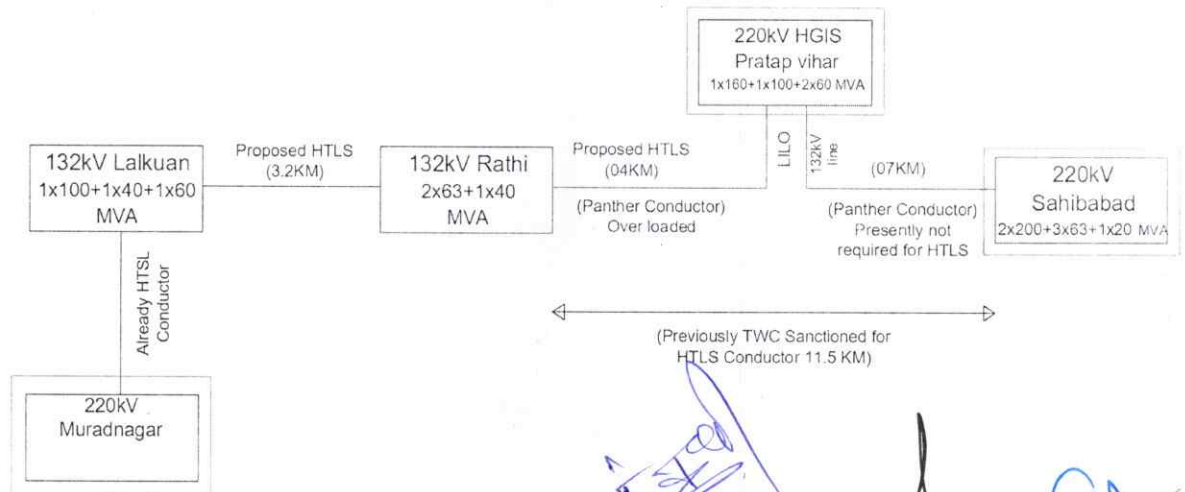 220kV HGIS
Pratap vihar
1x160+1x100+2x60 MVA
132kV Lalkuan
1x100+1x40+1x60
MVA
Proposed HTLS
(3.2KM)
132kV Rathi
2x63+1x40
MVA
Proposed HTLS
(04KM)
(Panther Conductor)
Over loaded
LILO
132kV
line
(07KM)
(Panther Conductor)
Presently not
required for HTLS
220kV
Sahibabad
2x200+3x63+1x20 MVA
Already HTSL
Conductor
(Previously TWC Sanctioned for
HTLS Conductor 11.5 KM)
220kV
Muradnagar